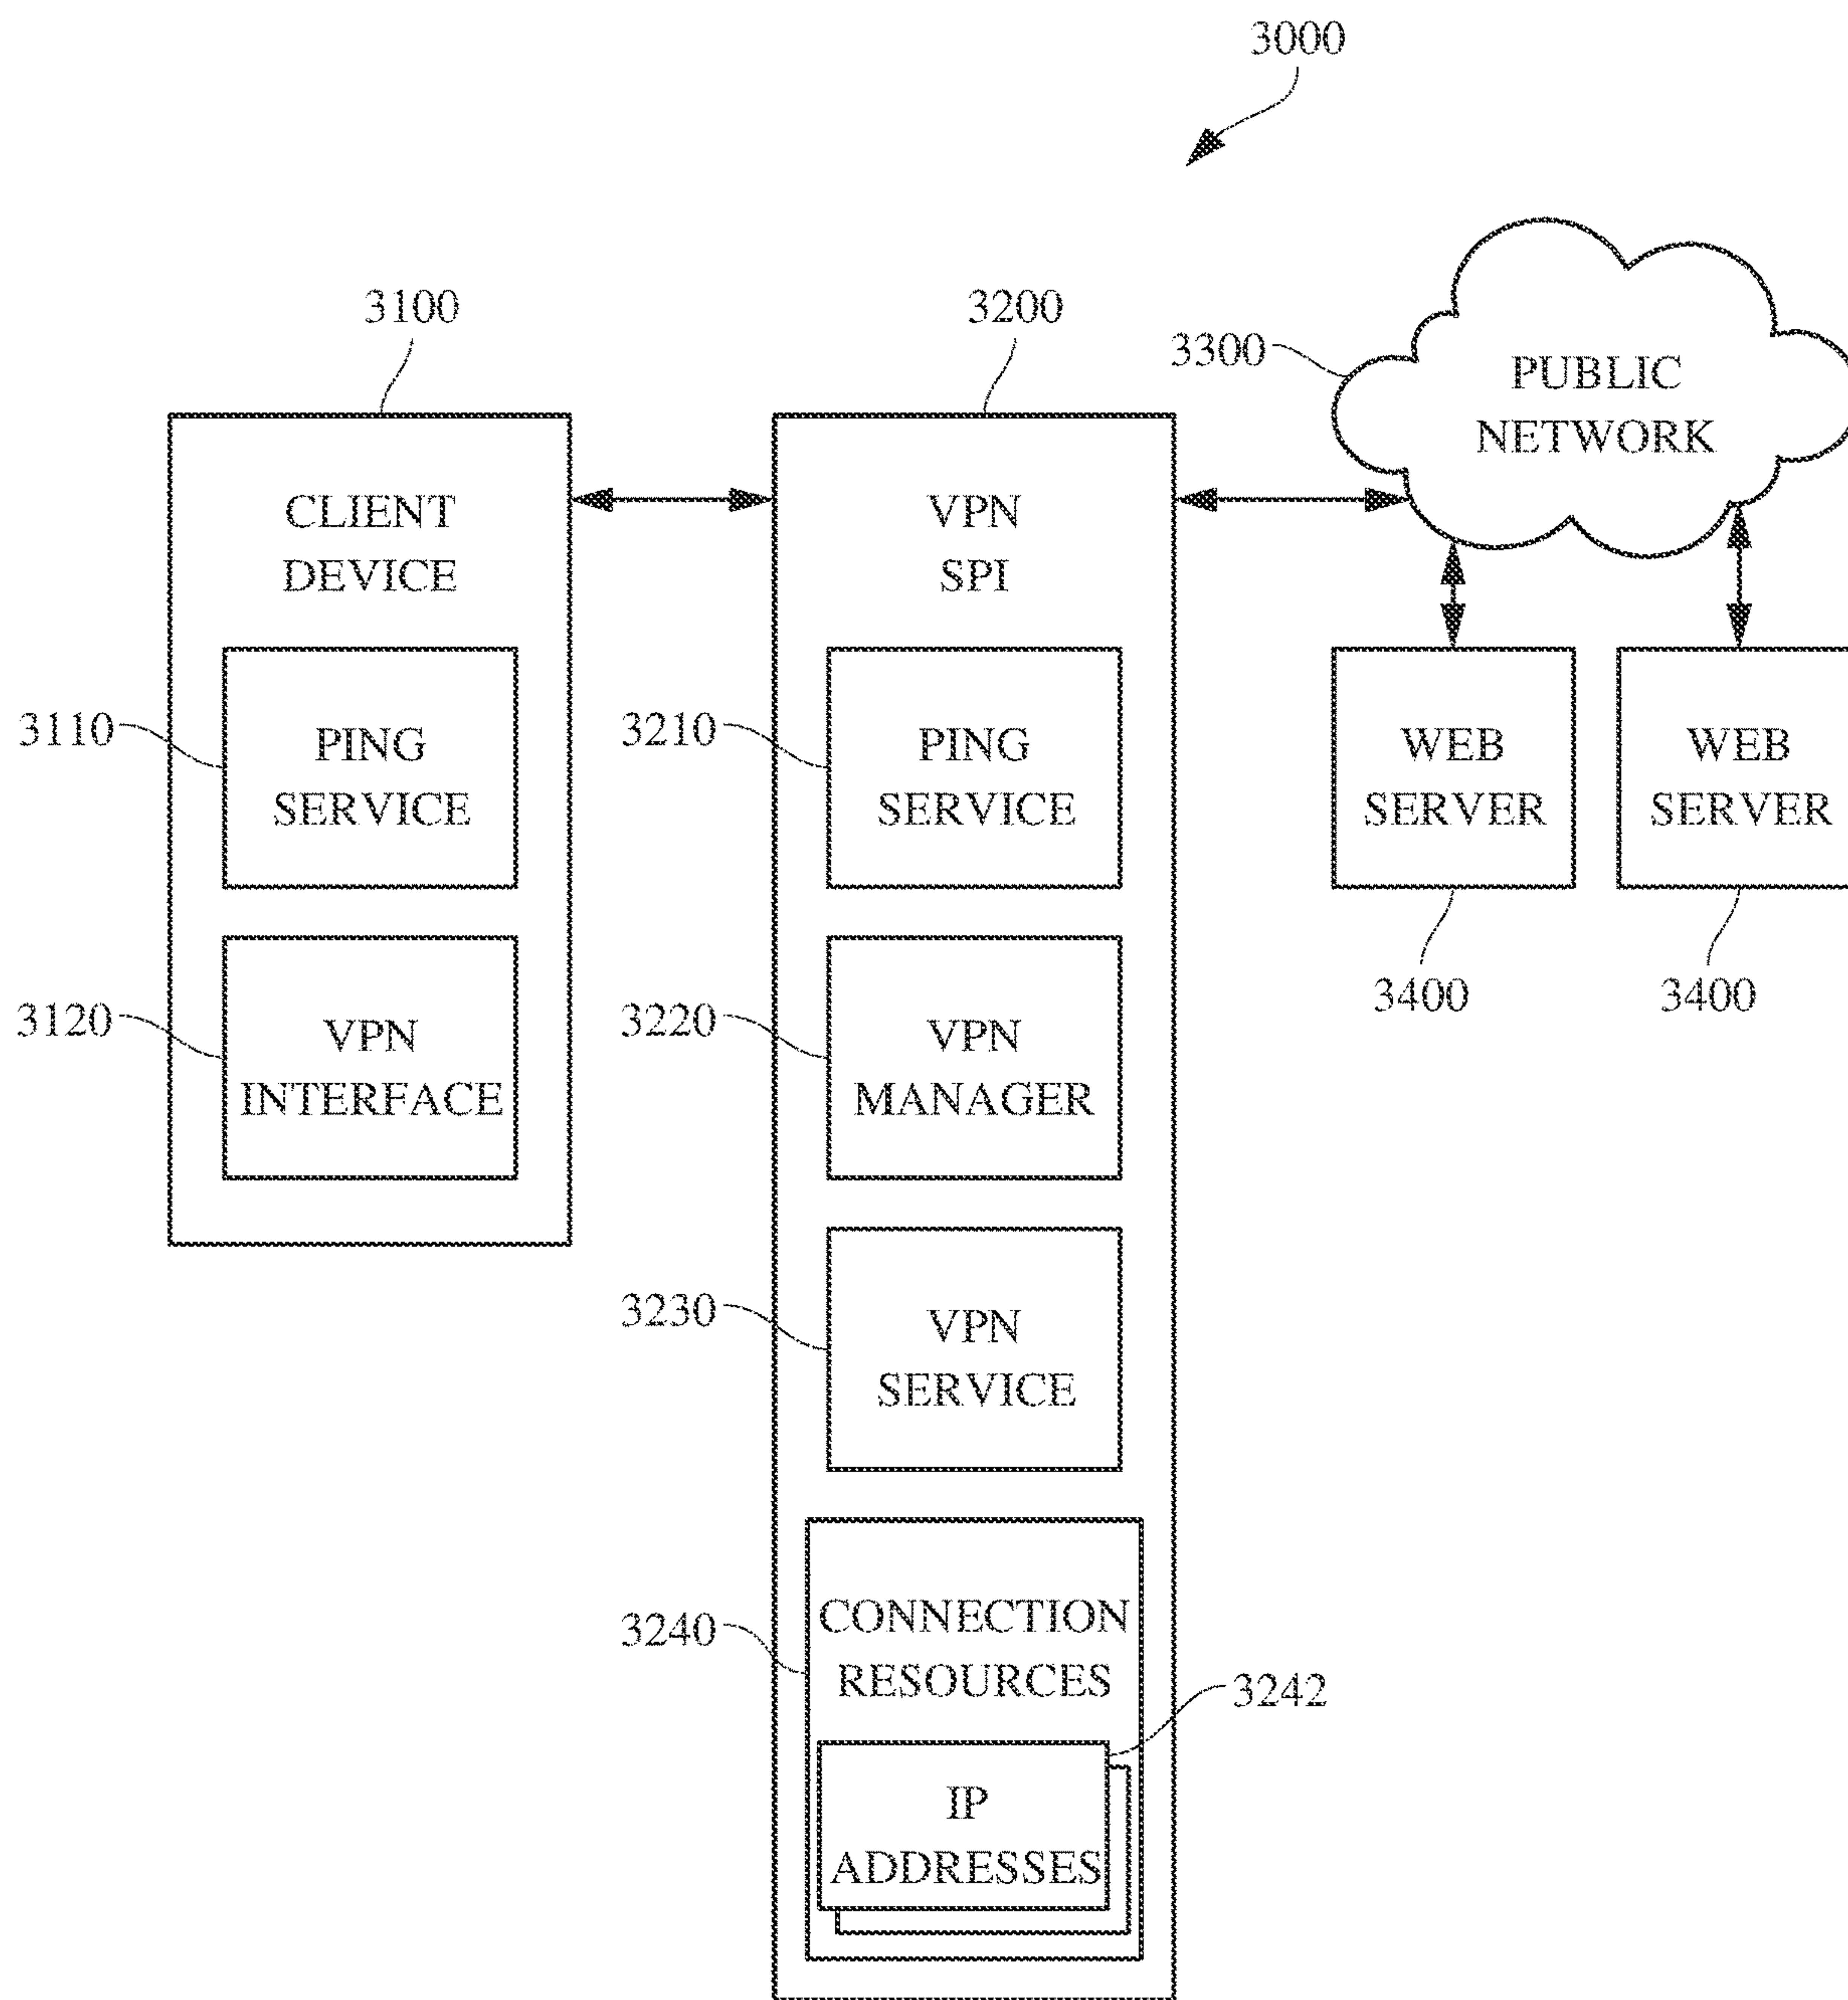 3000
3100
3200
3300
PUBLIC
NETWORK
CLIENT
DEVICE
VPN
SPI
3110
PING
SERVICE
3210
PING
SERVICE
WEB
SERVER
WEB
SERVER
3400
3400
3120
VPN
INTERFACE
3220
VPN
MANAGER
3230
VPN
SERVICE
3240
CONNECTION
RESOURCES
3242
IP
ADDRESSES